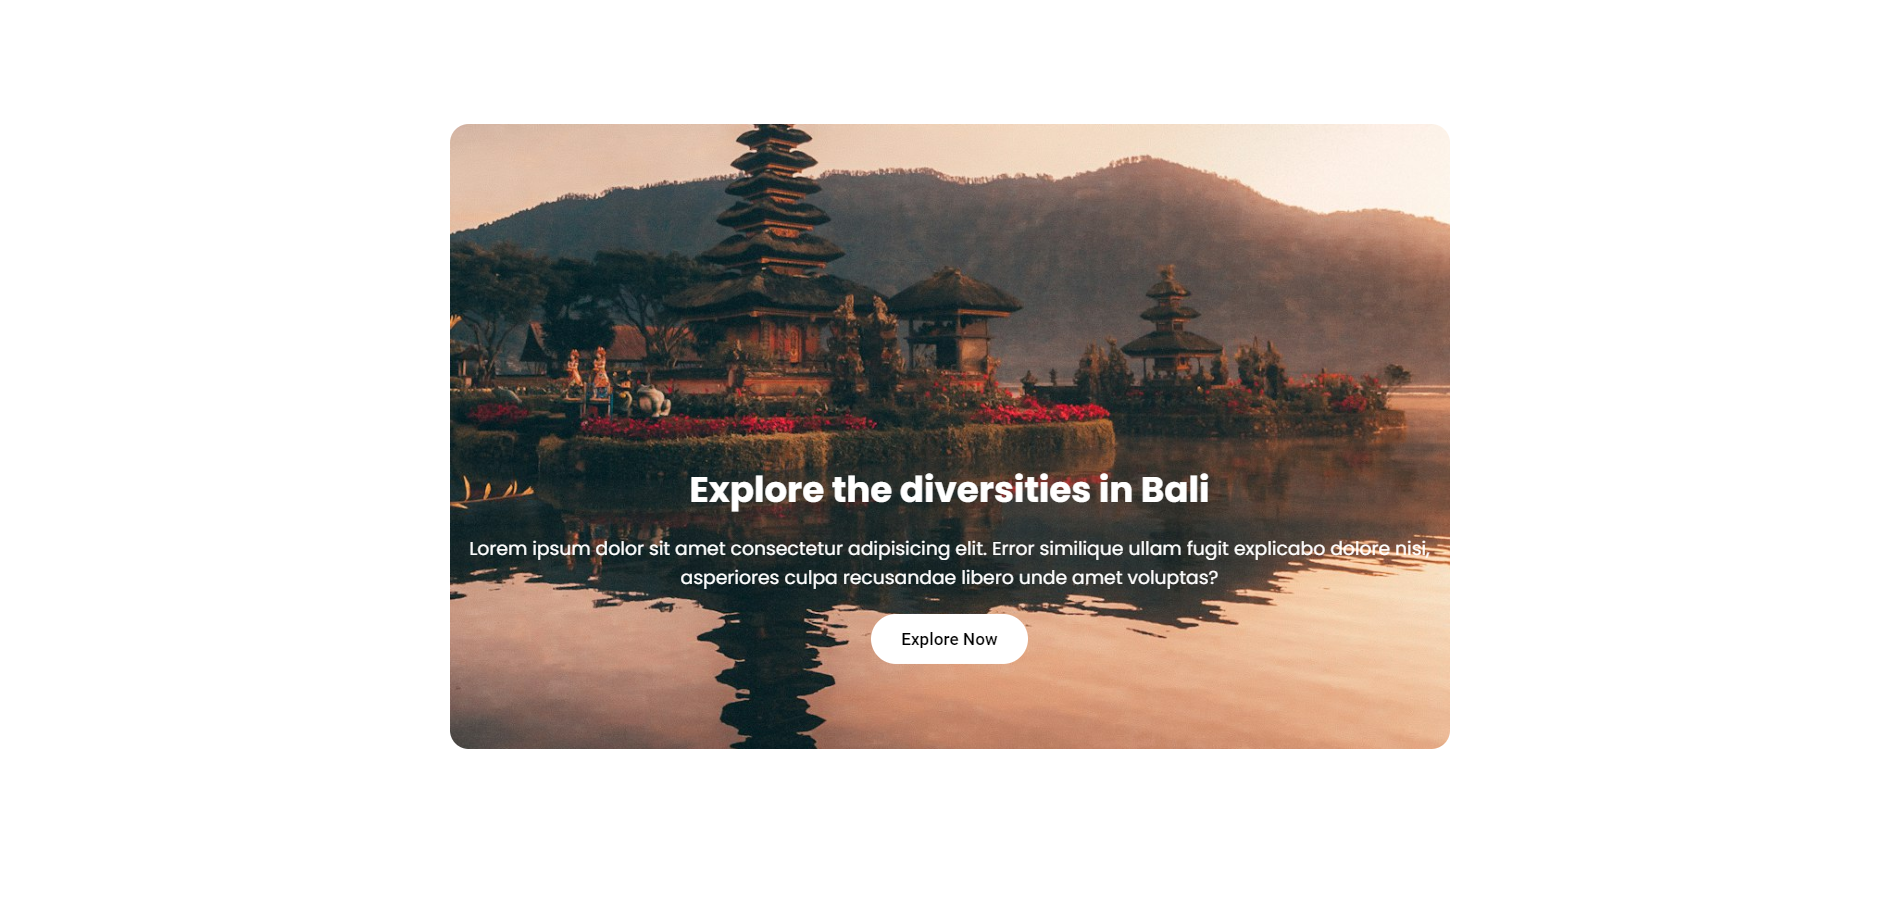 Explore the diversities in Bali
Lorem ipsum dolor sit amet consectetur adipisicing elit. Error similique ullam fugit explicabo dolore nisi,
asperiores culpa recusandae libero unde amet voluptas?
Explore Now